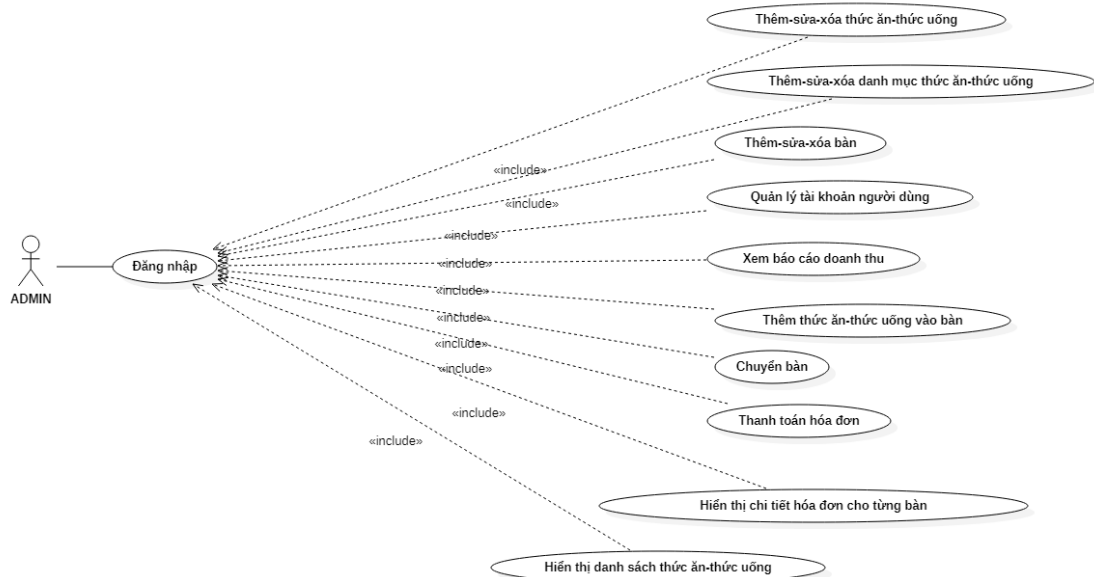 Thêm-sửa-xóa thức ăn-thức uống
Thêm-sửa-xóa danh mục thức ăn-thức uống
Thêm-sửa-xóa bàn
«include»
Quản lý tài khoản người dùng
«include»
«include»
Xem báo cáo doanh thu
«include»
Đăng nhập
ADMIN
«include»
Thêm thức ăn-thức uống vào bàn
«include»
«include»
Chuyển bàn
«include»
«include»
Thanh toán hóa đơn
«include»
Hiển thị chi tiết hóa đơn cho từng bàn
Hiển thị danh sách thức ăn-thức uống